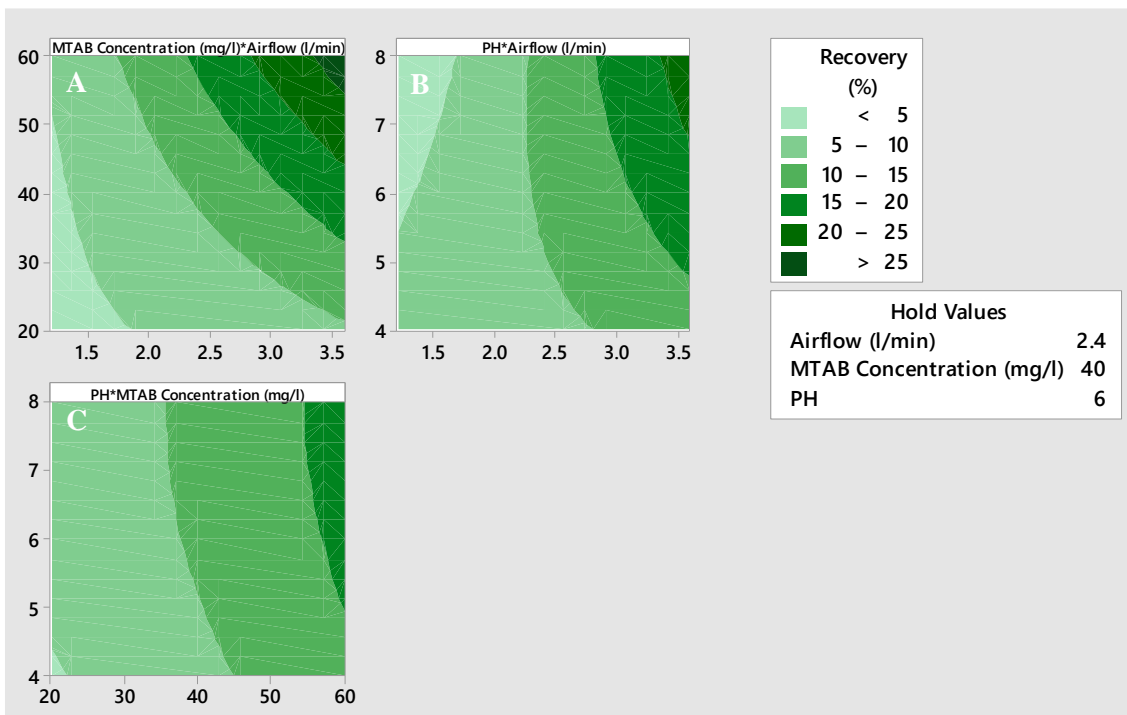 MTAB Concentration (mg/l)*Airflow (l/min)
A
60
50
40
30
20
1.5 2.0 2.5 3.0 3.5
PH*Airflow (l/min)
B
8
7
6
5
4
1.5 2.0 2.5 3.0 3.5
PH*MTAB Concentration (mg/l)
C
8
7
6
5
4
20 30 40 50 60
Recovery
(%)
< 5
5 – 10
10 – 15
15 – 20
20 – 25
> 25
Hold Values
Airflow (l/min) 2.4
MTAB Concentration (mg/l) 40
PH 6